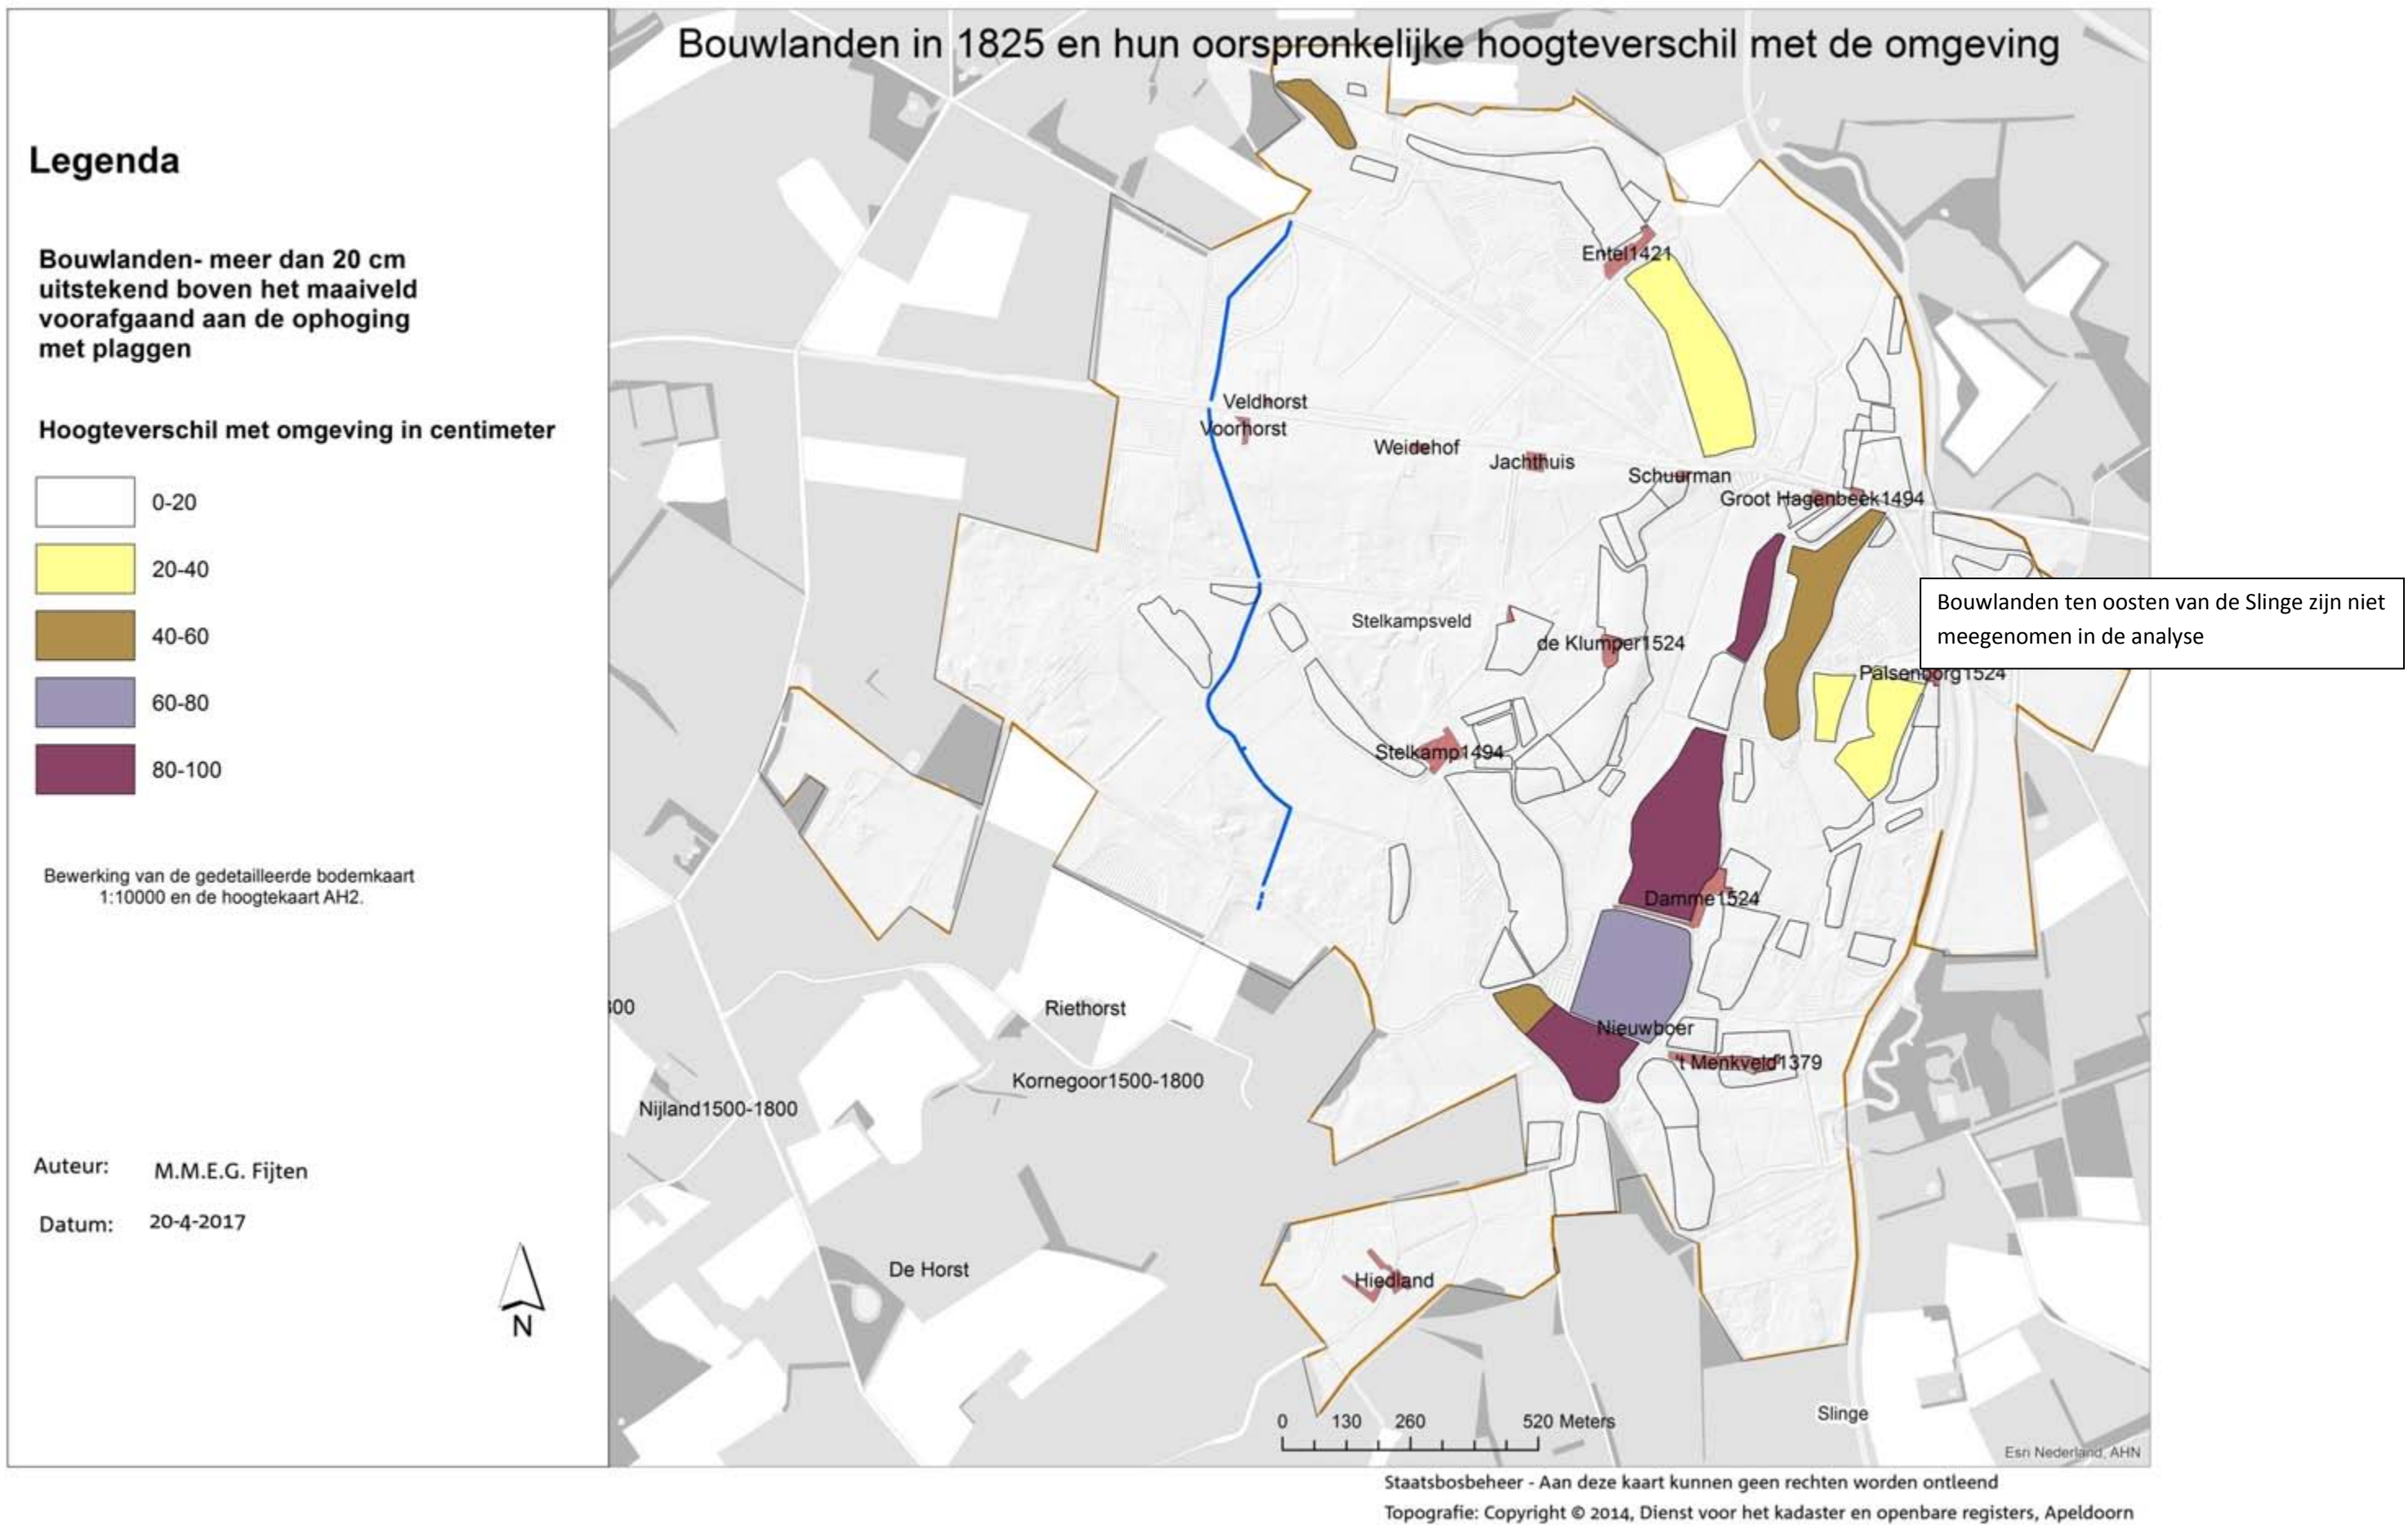 Bouwlanden in 1825 en hun oorspronkelijke hoogteverschil met de omgeving
Legenda
Bouwlanden- meer dan 20 cm
uitstekend boven het maaiveld
voorafgaand aan de ophoging
met plaggen
Hoogteverschil met omgeving in centimeter
0-20
20-40
40-60
60-80
80-100
Bewerking van de gedetailleerde bodemkaart
1:10000 en de hoogtekaart AH2.
Auteur: M.M.E.G. Fijten
Datum: 20-4-2017
N
Entel1421
Veldhorst
Voorhorst
Weidehof
Jachthuis
Schuurman
Groot Hagenbeek1494
Bouwlanden ten oosten van de Slinge zijn niet
meegenomen in de analyse
Stelkampsveld
de Klumper1524
Palsenborg1524
Stelkamp1494
Damme1524
Riethorst
Nieuwboer
't Menkveld1379
Kornegoor1500-1800
Nijland1500-1800
De Horst
Hiedland
0 130 260 520 Meters
Slinge
Esri Nederland, AHN
Staatsbosbeheer - Aan deze kaart kunnen geen rechten worden ontleend
Topografie: Copyright © 2014, Dienst voor het kadaster en openbare registers, Apeldoorn